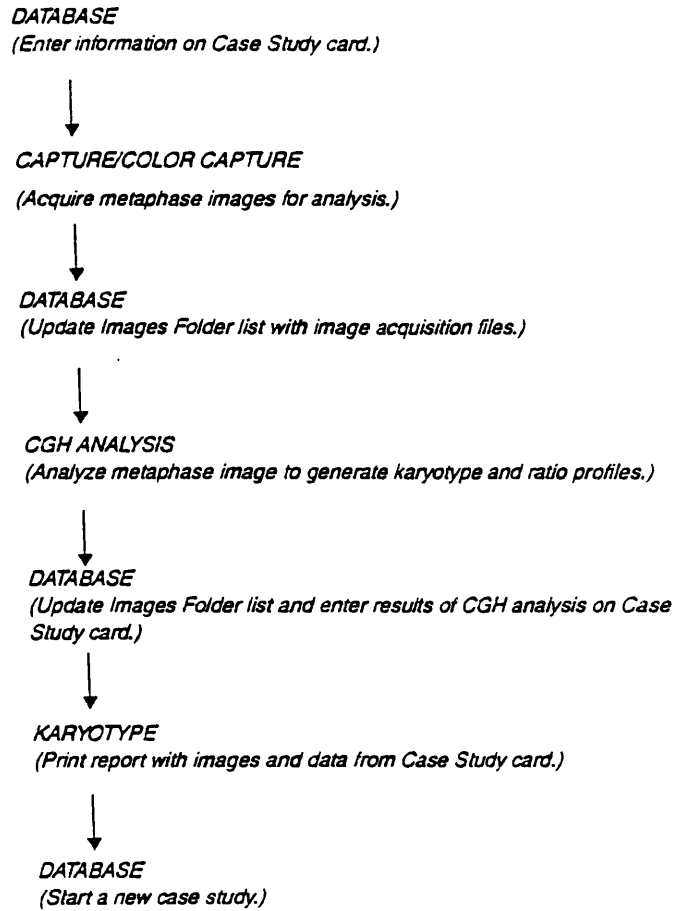 DATABASE
(Enter information on Case Study card.)
CAPTURE/COLOR CAPTURE
(Acquire metaphase images for analysis.)
DATABASE
(Update Images Folder list with image acquisition files.)
CGH ANALYSIS
(Analyze metaphase image to generate karyotype and ratio profiles.)
DATABASE
(Update Images Folder list and enter results of CGH analysis on Case
Study card.)
KARYOTYPE
(Print report with images and data from Case Study card.)
DATABASE
(Start a new case study.)